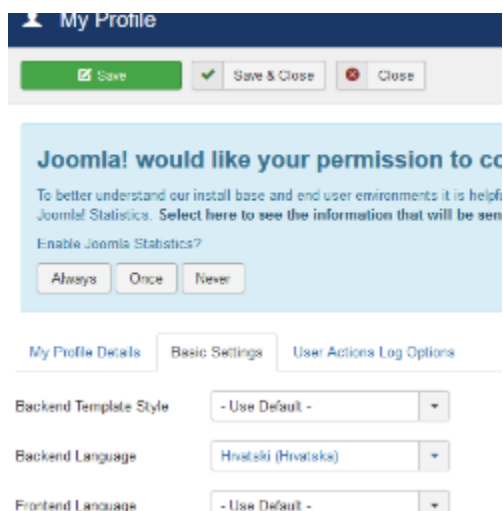 My Profile
Save Save & Close Close
Joomla! would like your permission to co
To better understand our install base and end user environments it is helpfu
Joomla! Statistics. Select here to see the information that will be sen
Enable Joomla Statistics?
Always Once Never
My Profile Details Basic Settings User Actions Log Options
Backend Template Style - Use Default -
Backend Language Hrvatski (Hrvatska)
Frontend Language - Use Default -